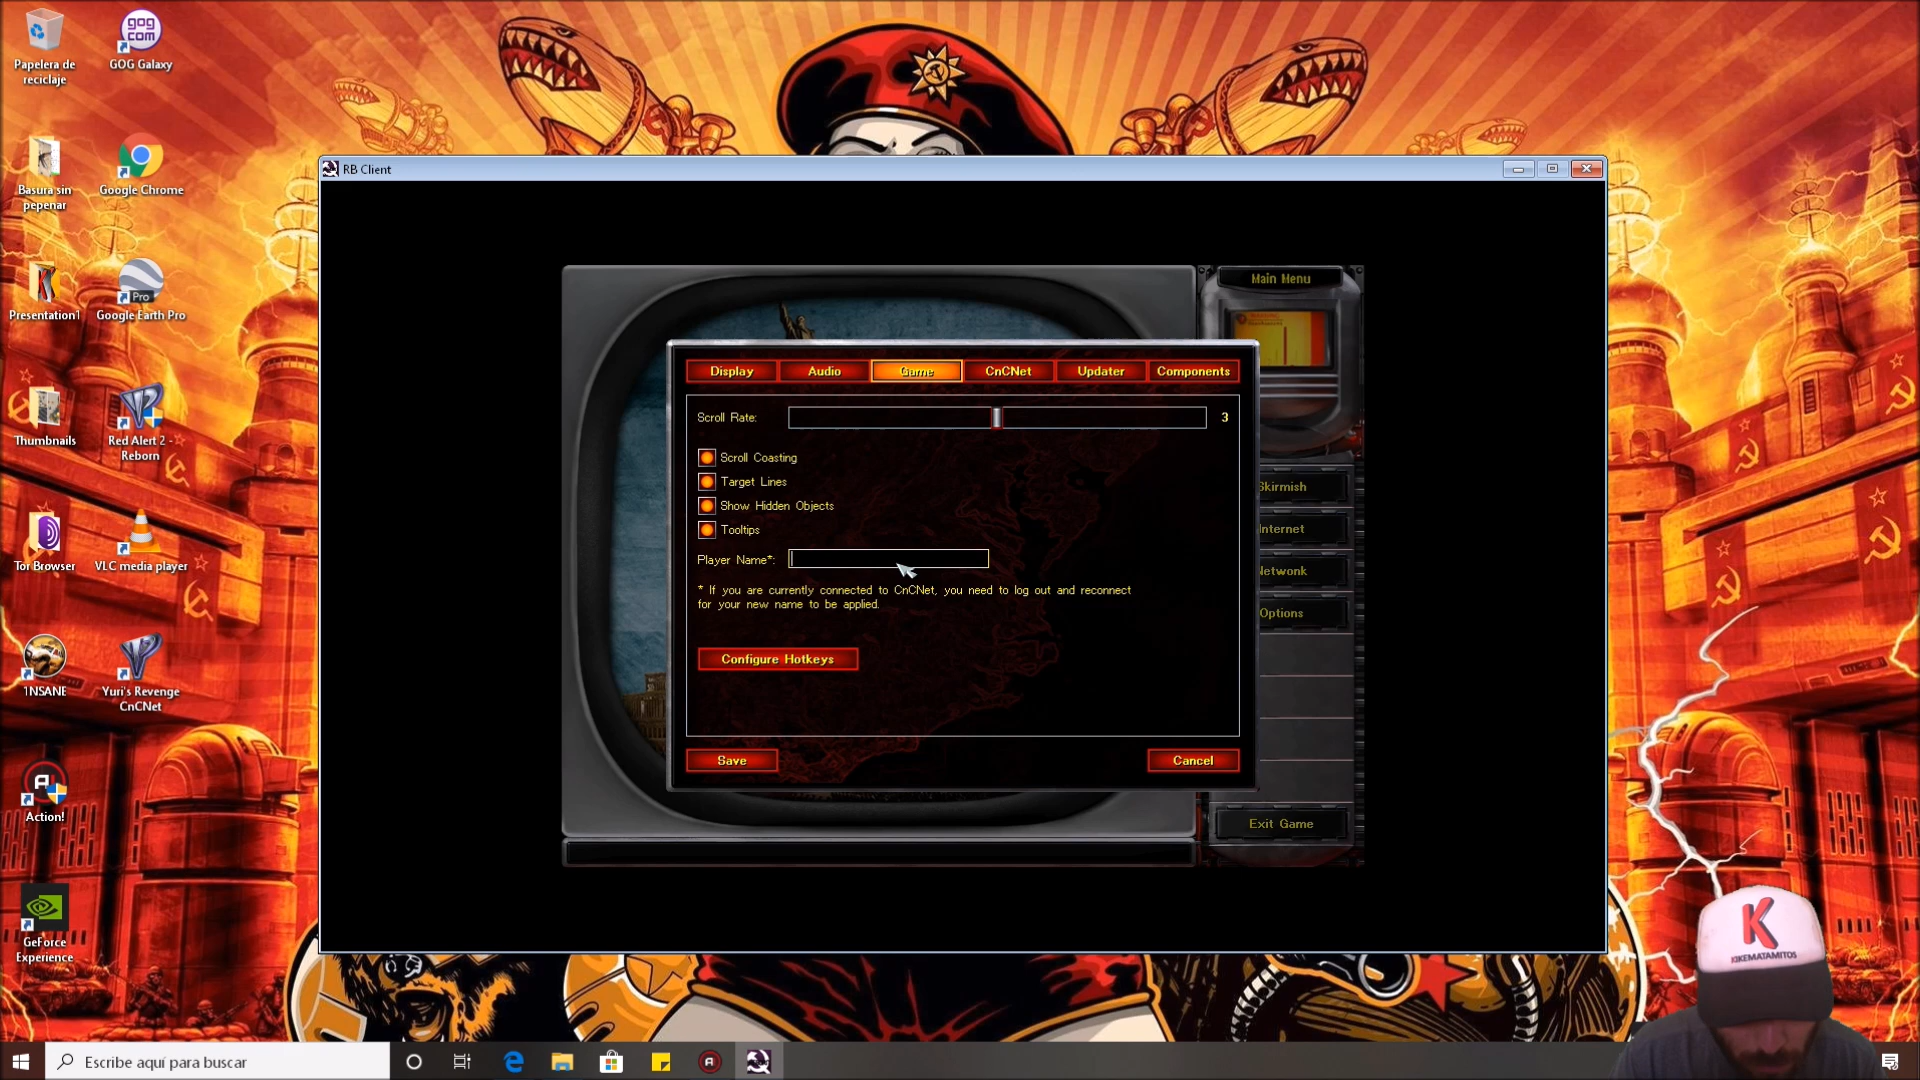 Papelera de
reciclaje
gog
com
GOG Galaxy
Basura sin
pepenar
Google Chrome
Presentation1
Pro
Google Earth Pro
Thumbnails
Red Alert 2 -
Reborn
Tor Browser
VLC media player
1NSANE
Yuri's Revenge
CnCNet
Action!
GeForce
Experience
RB Client
Main Menu
Display
Audio
Game
CnCNet
Updater
Components
Scroll Rate:
3
Scroll Coasting
Target Lines
Show Hidden Objects
Tooltips
Player Name*:
* If you are currently connected to CnCNet, you need to log out and reconnect
for your new name to be applied.
Configure Hotkeys
Save
Cancel
Skirmish
Internet
Network
Options
Exit Game
K
KIKEMATAMITOS
Escribe aquí para buscar